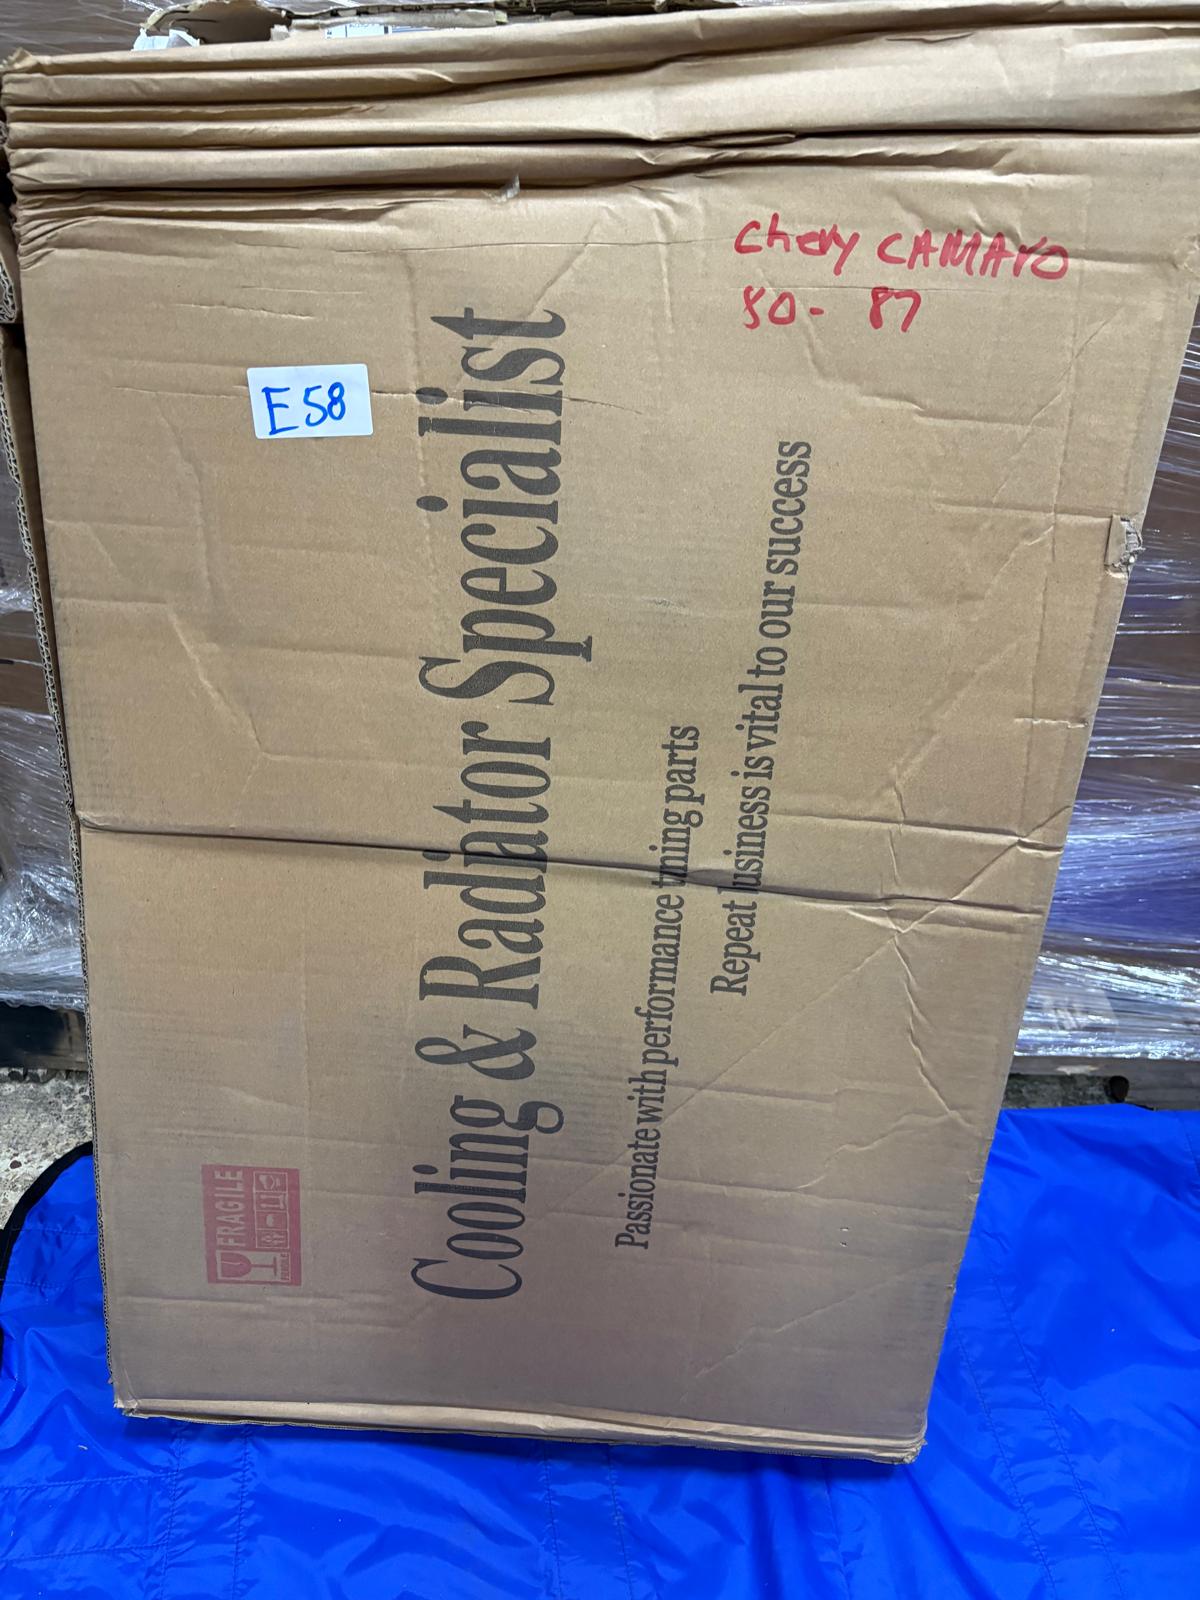 Chevy CAMARO
80- 87
E58
Cooling & Radiator Specialist
Passionate with performance tuning parts
Repeat business is vital to our success
FRAGILE